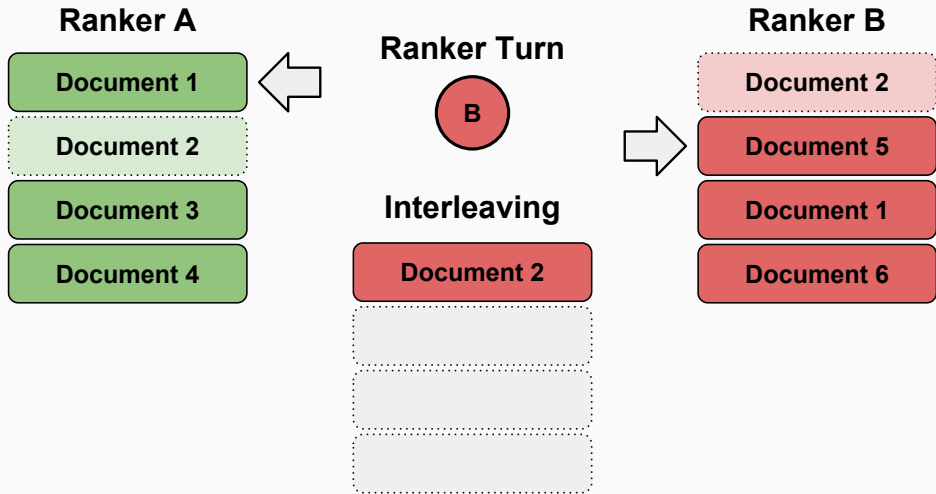 Ranker A
Document 1
Document 2
Document 3
Document 4
Ranker Turn
B
Interleaving
Document 2
Ranker B
Document 2
Document 5
Document 1
Document 6